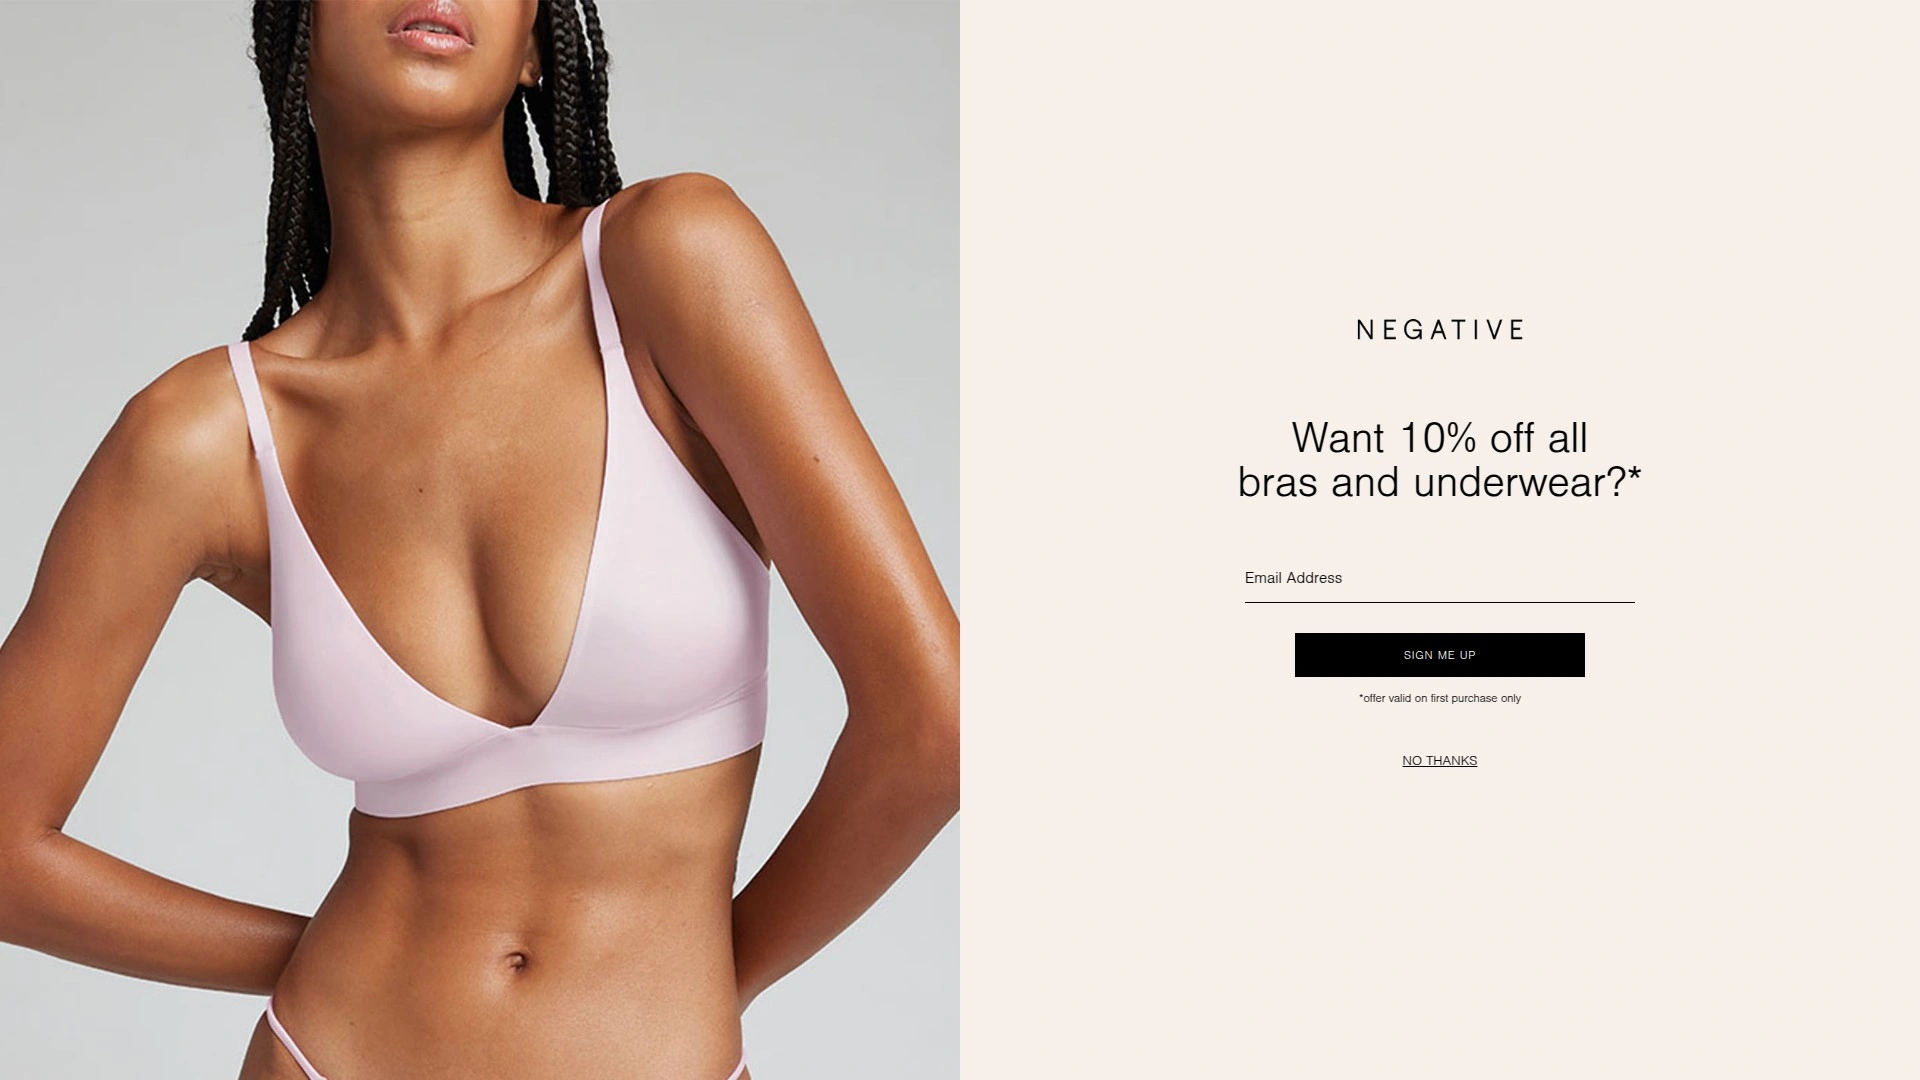 NEGATIVE
Want 10% off all
bras and underwear?*
Email Address
SIGN ME UP
*offer valid on first purchase only
NO THANKS